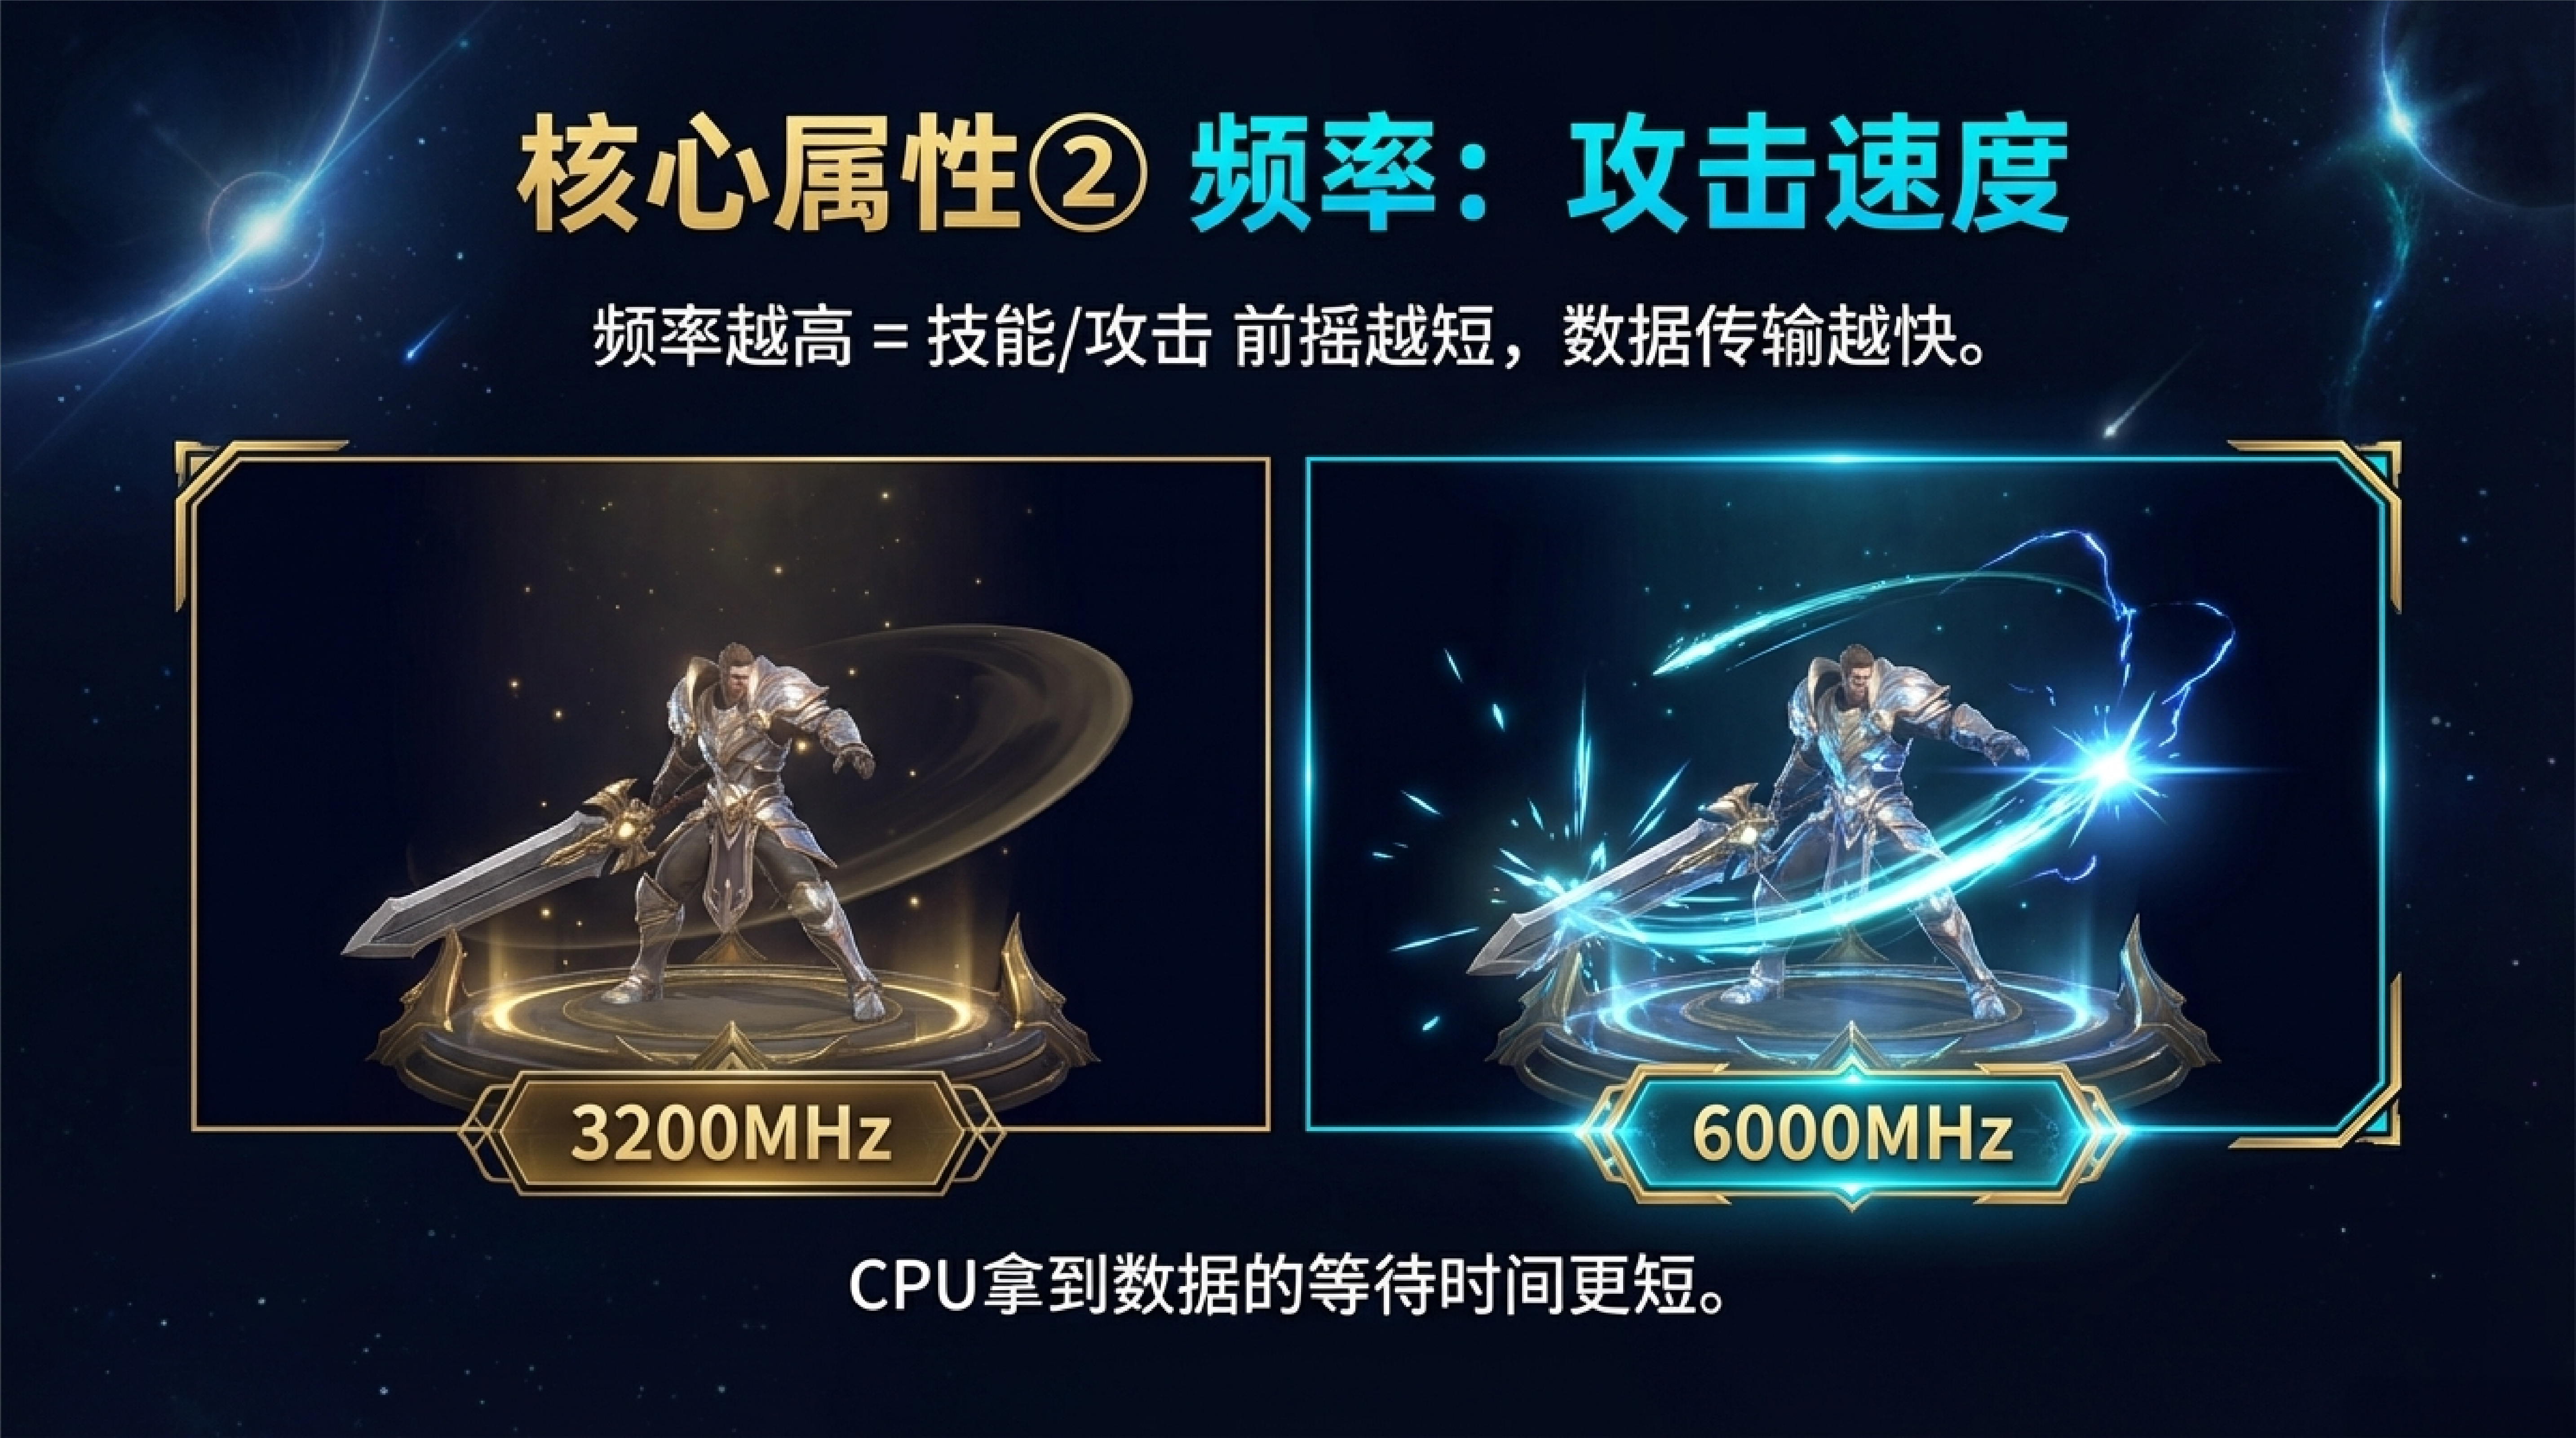 核心属性② 频率：攻击速度
频率越高 = 技能/攻击 前摇越短，数据传输越快。
3200MHz
6000MHz
CPU拿到数据的等待时间更短。